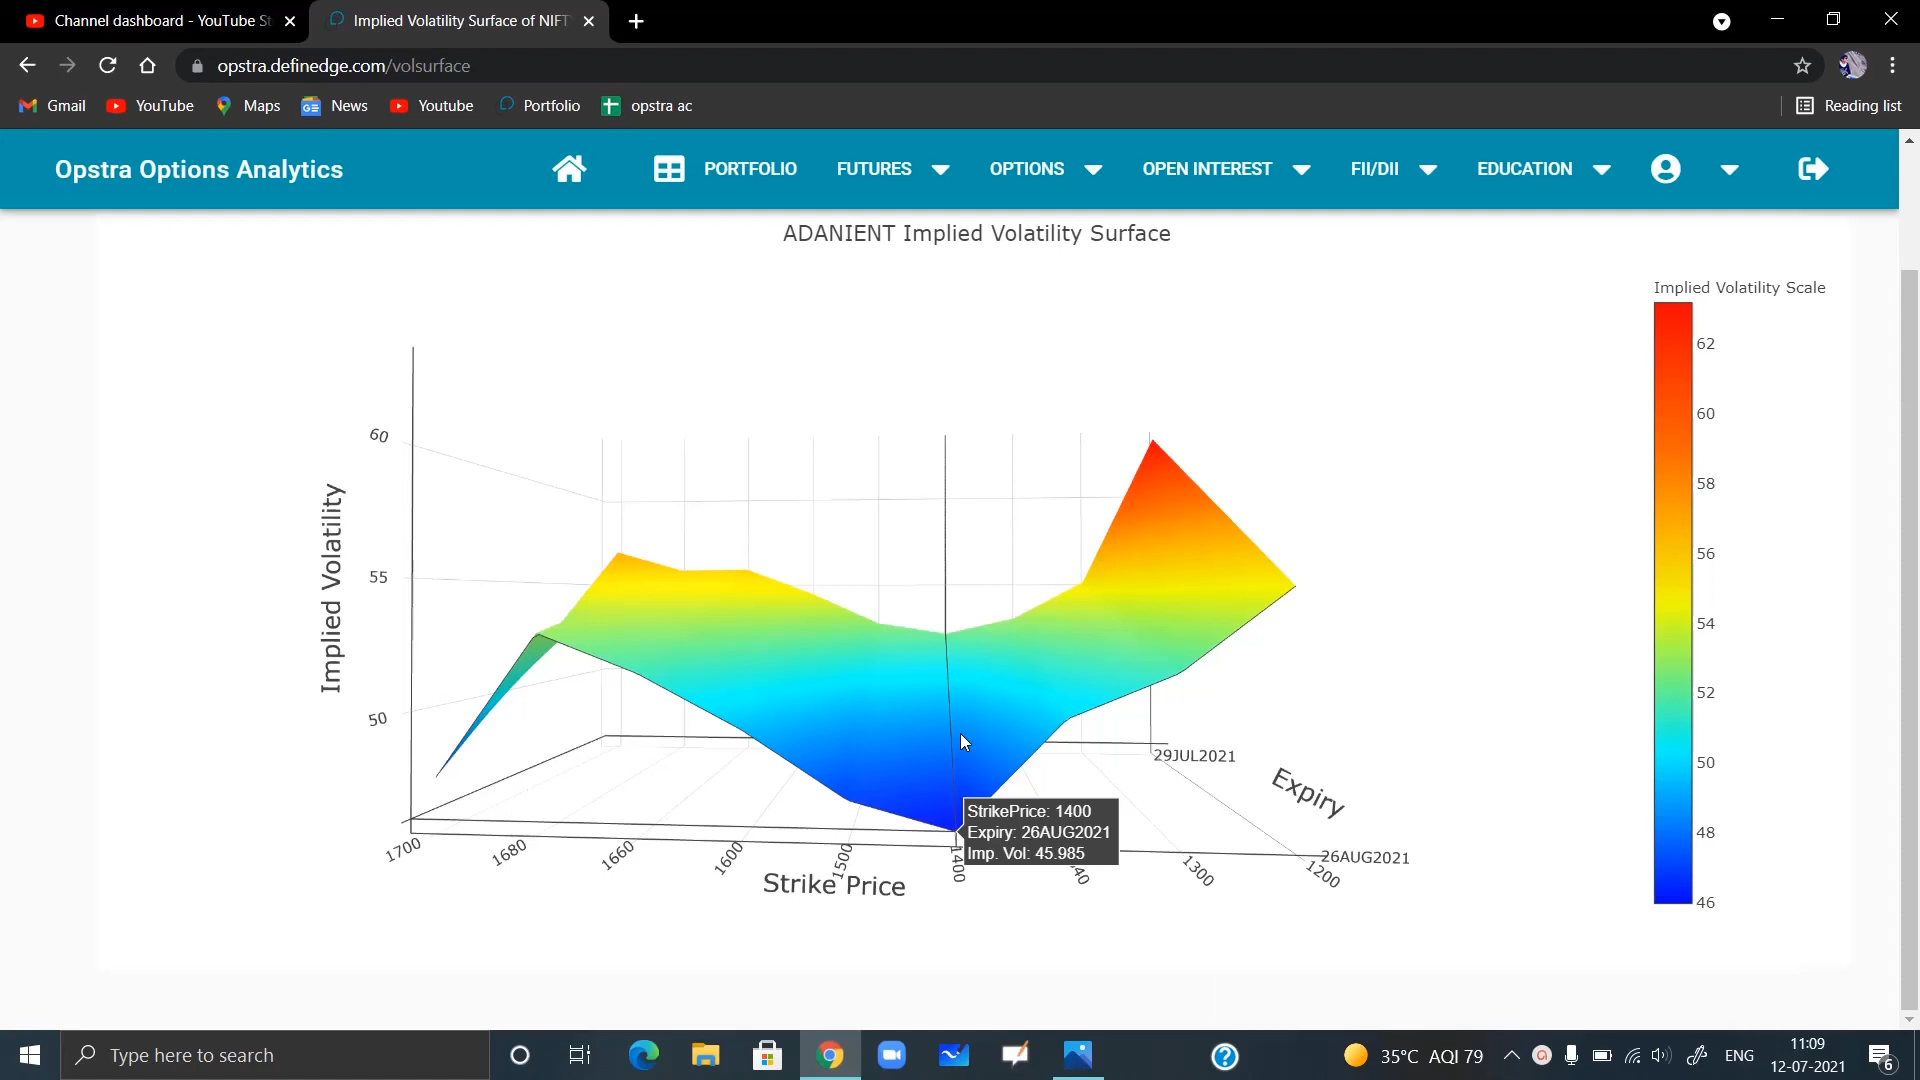 Channel dashboard - YouTube St
Implied Volatility Surface of NIFT
opstra.definedge.com/volsurface
Gmail
YouTube
Maps
News
Youtube
Portfolio
opstra ac
Reading list
Opstra Options Analytics
PORTFOLIO
FUTURES
OPTIONS
OPEN INTEREST
FII/DII
EDUCATION
ADANIENT Implied Volatility Surface
Implied Volatility Scale
62
60
58
56
54
52
50
48
46
60
55
50
Implied Volatility
29JUL2021
26AUG2021
Expiry
StrikePrice: 1400
Expiry: 26AUG2021
Imp. Vol: 45.985
1700
1680
1660
1600
1500
1400
40
1300
1200
Strike Price
Type here to search
35°C AQI 79
ENG
11:09
12-07-2021
6